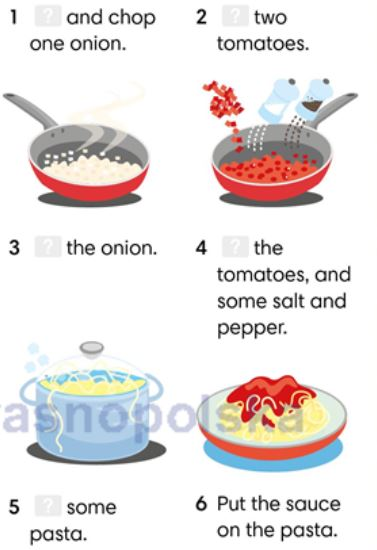 1 ? and chop
one onion.
2 ? two
tomatoes.
3 ? the onion.
4 ? the
tomatoes, and
some salt and
pepper.
asnopols a
5 ? some
pasta.
6 Put the sauce
on the pasta.